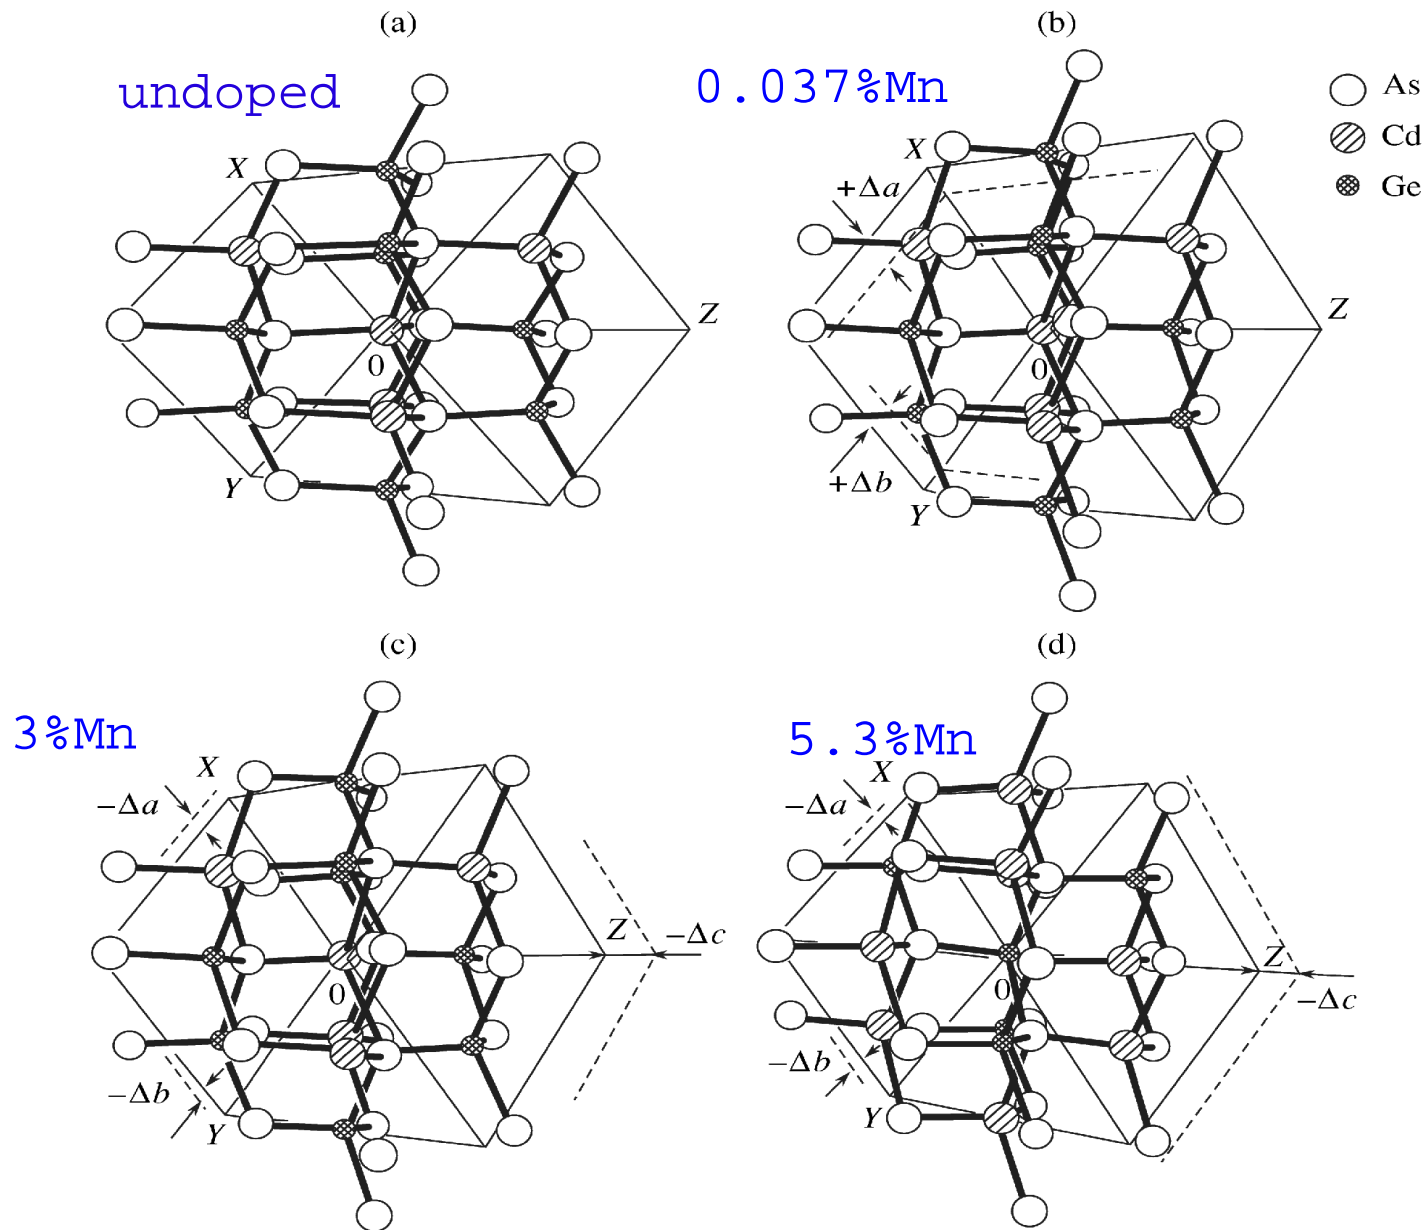 (a)
undoped
X
Z
0
Y
(b)
0.037%Mn
X
+Δa
Z
0
+Δb
Y
As
Cd
Ge
(c)
3%Mn
X
−Δa
Z
−Δc
0
−Δb
Y
(d)
5.3%Mn
X
−Δa
Z
−Δc
0
−Δb
Y